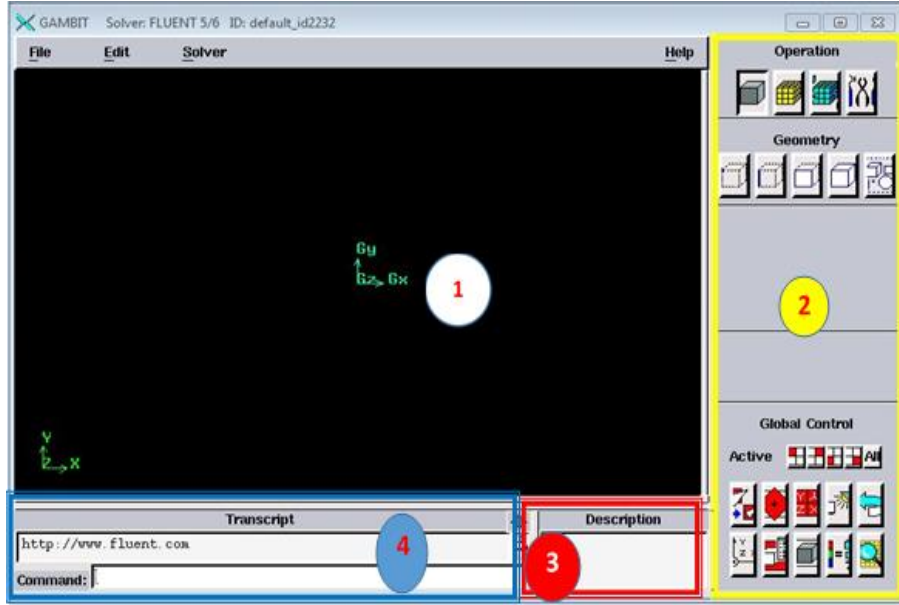 GAMBIT Solver: FLUENT 5/6 ID: default_id2232
File Edit Solver Help
Operation
Geometry
Gy
Gz Gx
1
2
Global Control
Active All
Y
Z X
Transcript
Description
http://www.fluent.com
4
3
Command: